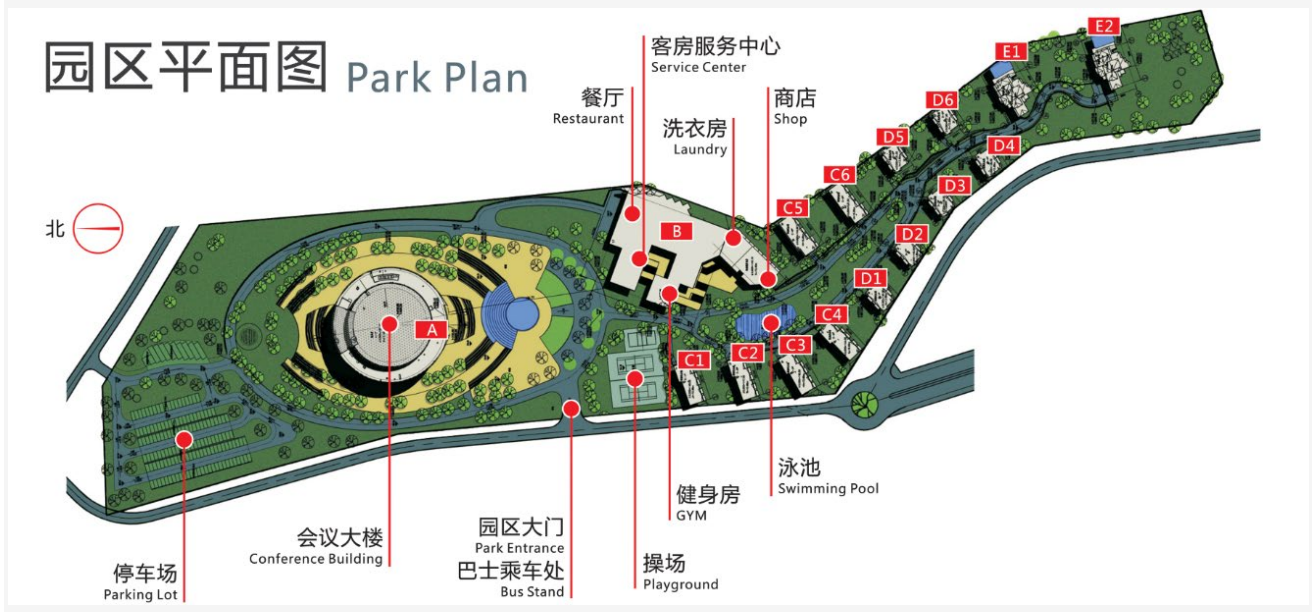 园区平面图 Park Plan
客房服务中心
Service Center
餐厅
Restaurant
商店
Shop
洗衣房
Laundry
北
E2
E1
D6
D5
D4
C6
D3
C5
B
D2
D1
A
C4
C1
C2
C3
泳池
Swimming Pool
健身房
GYM
园区大门
Park Entrance
巴士乘车处
Bus Stand
会议大楼
Conference Building
操场
Playground
停车场
Parking Lot